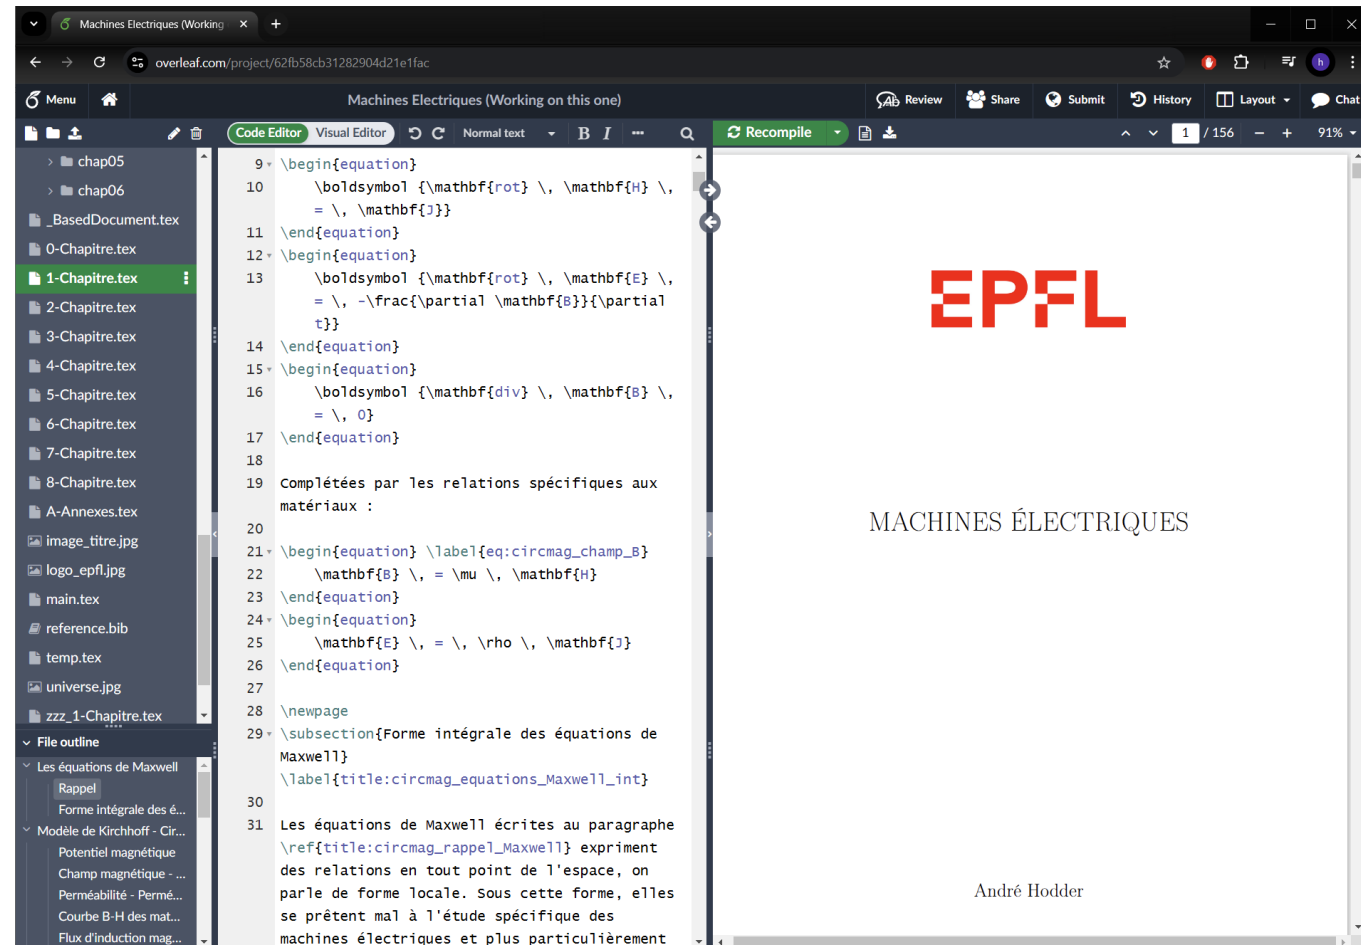 Machines Electriques (Working
overleaf.com/project/62fb58cb31282904d21e1fac
h
Menu
Machines Electriques (Working on this one)
Review
Share
Submit
History
Layout
Chat
Code Editor
Visual Editor
Normal text
B I
Recompile
1 / 156
91%
chap05
chap06
_BasedDocument.tex
0-Chapitre.tex
1-Chapitre.tex
2-Chapitre.tex
3-Chapitre.tex
4-Chapitre.tex
5-Chapitre.tex
6-Chapitre.tex
7-Chapitre.tex
8-Chapitre.tex
A-Annexes.tex
image_titre.jpg
logo_epfl.jpg
main.tex
reference.bib
temp.tex
universe.jpg
zzz_1-Chapitre.tex
File outline
Les équations de Maxwell
Rappel
Forme intégrale des é...
Modèle de Kirchhoff - Cir...
Potentiel magnétique
Champ magnétique - ...
Perméabilité - Permé...
Courbe B-H des mat...
Flux d'induction mag...
9 \begin{equation}
10 \boldsymbol {\mathbf{rot} \, \mathbf{H} \,
= \, \mathbf{J}}
11 \end{equation}
12 \begin{equation}
13 \boldsymbol {\mathbf{rot} \, \mathbf{E} \,
= \, -\frac{\partial \mathbf{B}}{\partial
t}}
14 \end{equation}
15 \begin{equation}
16 \boldsymbol {\mathbf{div} \, \mathbf{B} \,
= \, 0}
17 \end{equation}
18
19 Complétées par les relations spécifiques aux
matériaux :
20
21 \begin{equation} \label{eq:circmag_champ_B}
22 \mathbf{B} \, = \mu \, \mathbf{H}
23 \end{equation}
24 \begin{equation}
25 \mathbf{E} \, = \, \rho \, \mathbf{J}
26 \end{equation}
27
28 \newpage
29 \subsection{Forme intégrale des équations de
Maxwell}
\label{title:circmag_equations_Maxwell_int}
30
31 Les équations de Maxwell écrites au paragraphe
\ref{title:circmag_rappel_Maxwell} expriment
des relations en tout point de l'espace, on
parle de forme locale. Sous cette forme, elles
se prêtent mal à l'étude spécifique des
machines électriques et plus particulièrement
EPFL
MACHINES ÉLECTRIQUES
André Hodder